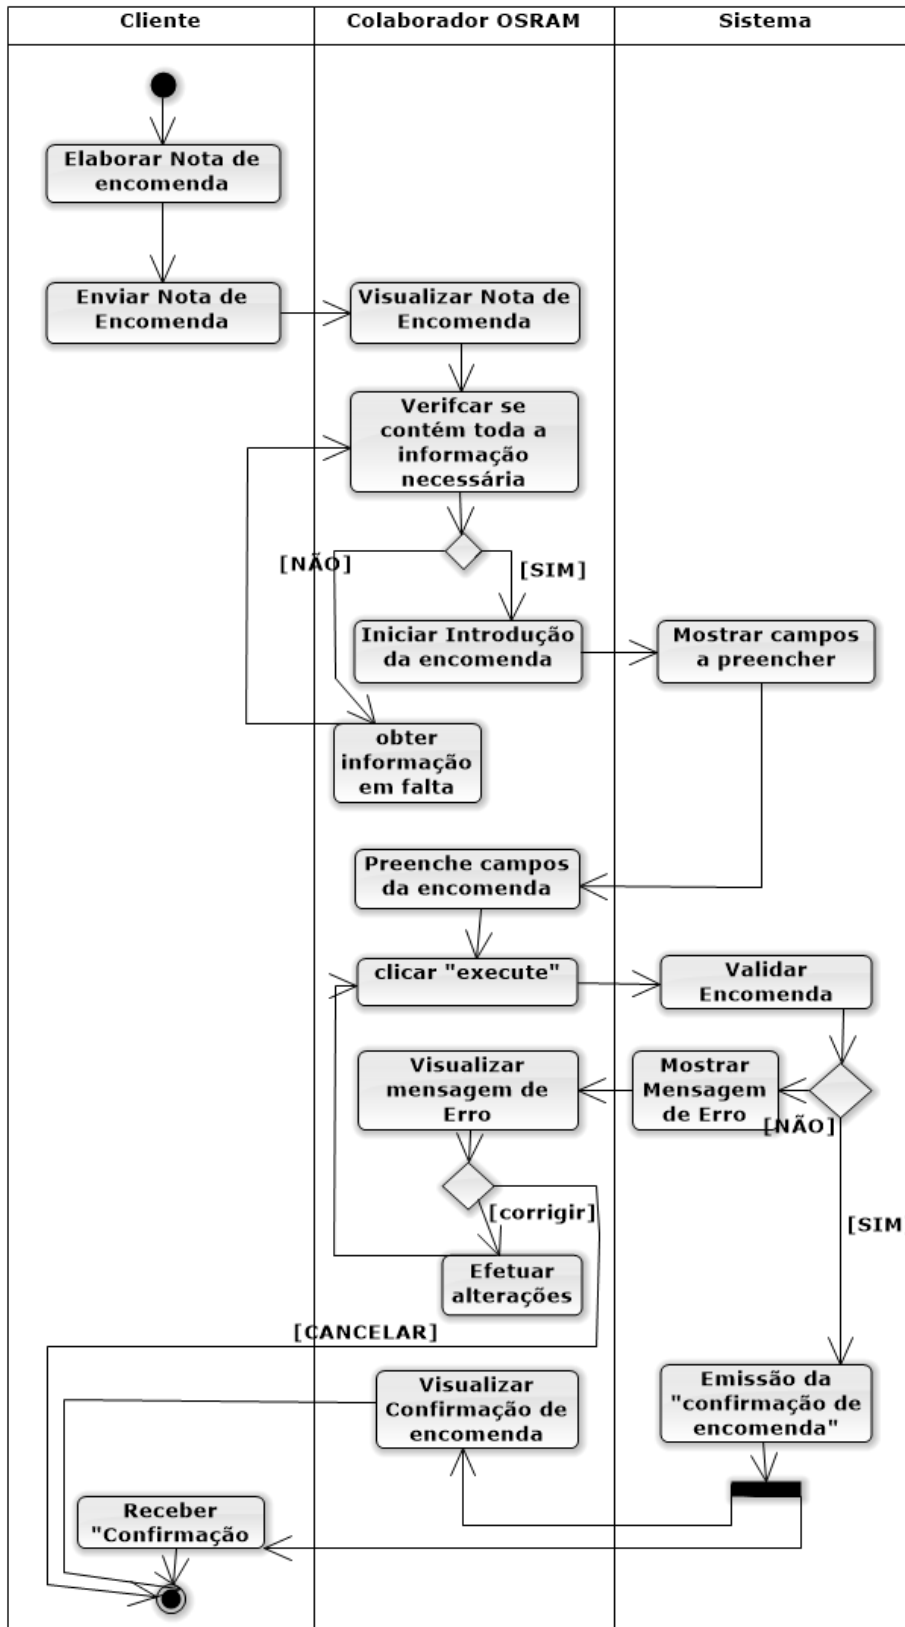 Cliente
Colaborador OSRAM
Sistema
Elaborar Nota de
encomenda
Enviar Nota de
Encomenda
Visualizar Nota de
Encomenda
Verifcar se
contém toda a
informação
necessária
[NÃO]
[SIM]
Iniciar Introdução
da encomenda
Mostrar campos
a preencher
obter
informação
em falta
Preenche campos
da encomenda
clicar "execute"
Validar
Encomenda
Visualizar
mensagem de
Erro
Mostrar
Mensagem
de Erro
[NÃO]
[corrigir]
[SIM
Efetuar
alterações
[CANCELAR]
Visualizar
Confirmação de
encomenda
Emissão da
"confirmação de
encomenda"
Receber
"Confirmação